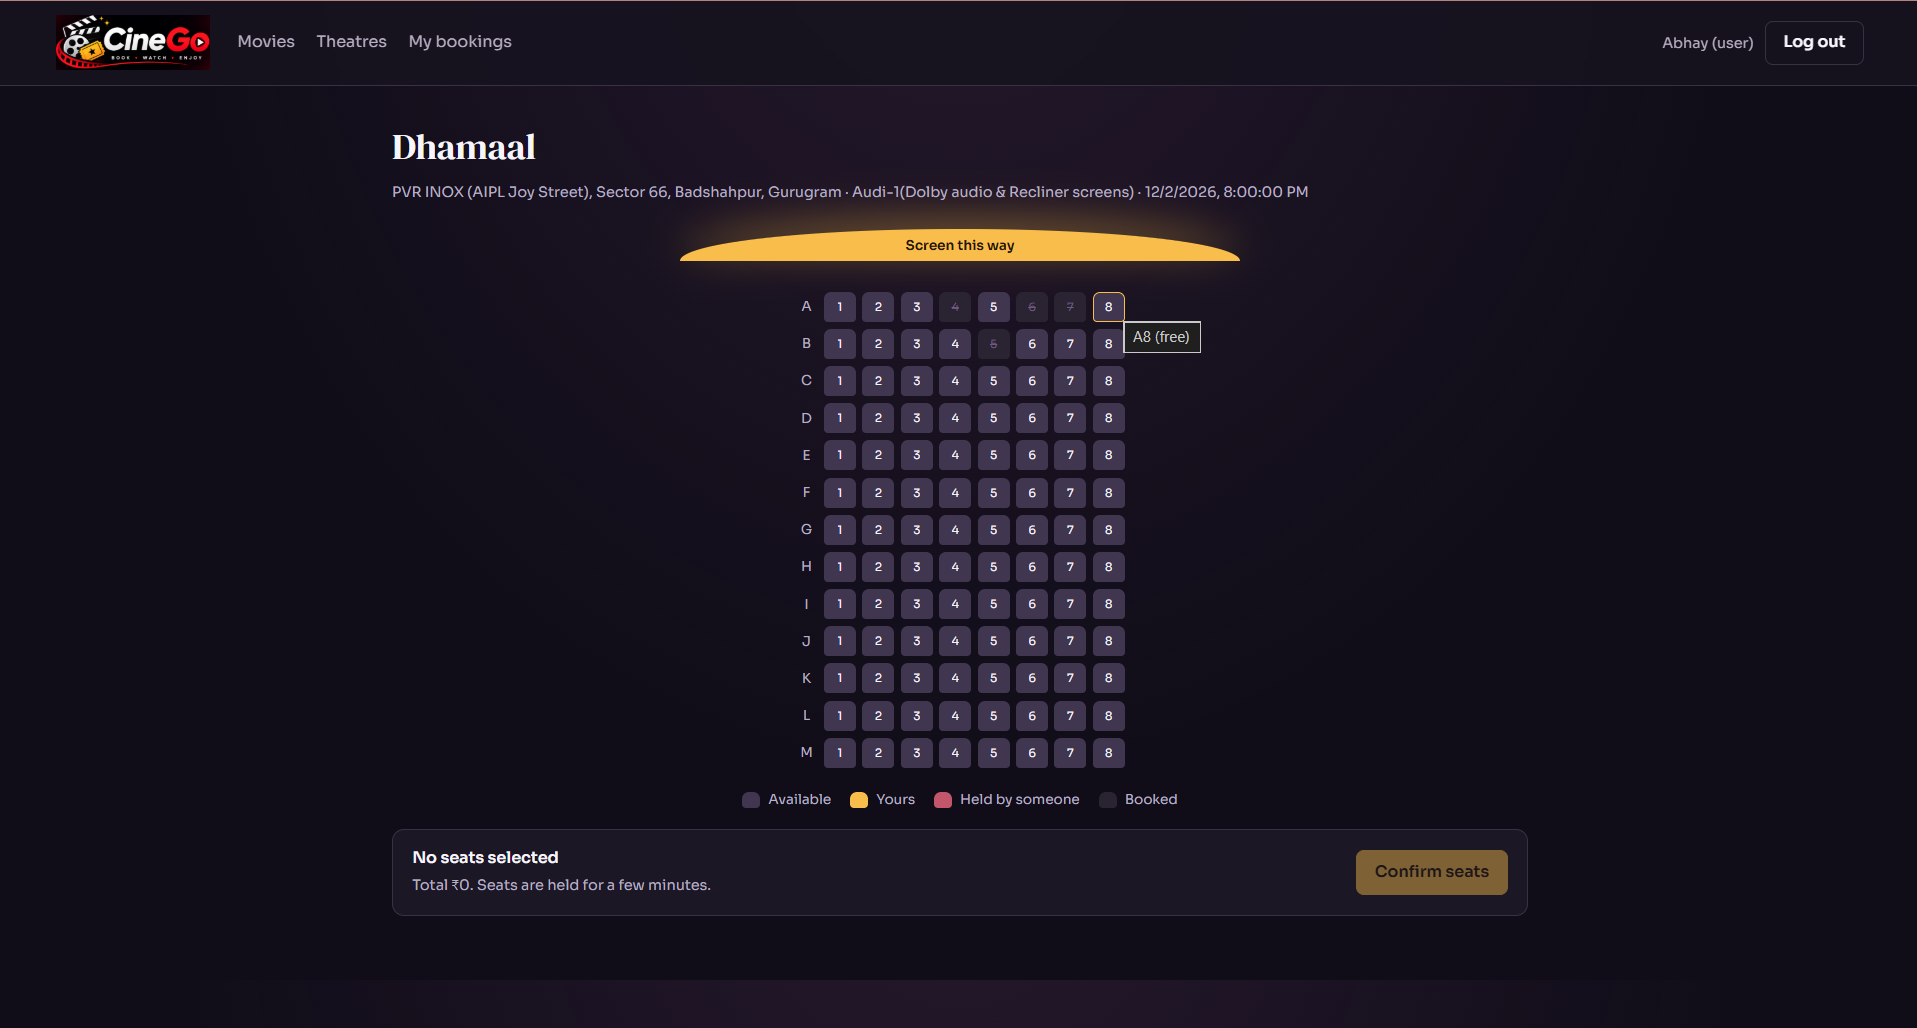 CineGo
BOOK • WATCH • ENJOY
Movies Theatres My bookings
Abhay (user) Log out
Dhamaal
PVR INOX (AIPL Joy Street), Sector 66, Badshahpur, Gurugram · Audi-1(Dolby audio & Recliner screens) · 12/2/2026, 8:00:00 PM
Screen this way
A 1 2 3 4 5 6 7 8
A8 (free)
B 1 2 3 4 5 6 7 8
C 1 2 3 4 5 6 7 8
D 1 2 3 4 5 6 7 8
E 1 2 3 4 5 6 7 8
F 1 2 3 4 5 6 7 8
G 1 2 3 4 5 6 7 8
H 1 2 3 4 5 6 7 8
I 1 2 3 4 5 6 7 8
J 1 2 3 4 5 6 7 8
K 1 2 3 4 5 6 7 8
L 1 2 3 4 5 6 7 8
M 1 2 3 4 5 6 7 8
Available Yours Held by someone Booked
No seats selected
Total ₹0. Seats are held for a few minutes.
Confirm seats